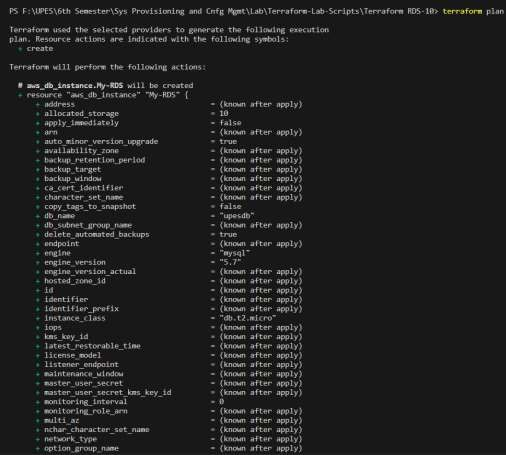 PS F:\UPES\6th Semester\Sys Provisioning and Cnfg Mgmt\Lab\Terraform-Lab-Scripts\Terraform RDS-10> terraform plan
Terraform used the selected providers to generate the following execution
plan. Resource actions are indicated with the following symbols:
+ create
Terraform will perform the following actions:
# aws_db_instance.My-RDS will be created
+ resource "aws_db_instance" "My-RDS" {
+ address = (known after apply)
+ allocated_storage = 10
+ apply_immediately = false
+ arn = (known after apply)
+ auto_minor_version_upgrade = true
+ availability_zone = (known after apply)
+ backup_retention_period = (known after apply)
+ backup_target = (known after apply)
+ backup_window = (known after apply)
+ ca_cert_identifier = (known after apply)
+ character_set_name = (known after apply)
+ copy_tags_to_snapshot = false
+ db_name = "upesdb"
+ db_subnet_group_name = (known after apply)
+ delete_automated_backups = true
+ endpoint = (known after apply)
+ engine = "mysql"
+ engine_version = "5.7"
+ engine_version_actual = (known after apply)
+ hosted_zone_id = (known after apply)
+ id = (known after apply)
+ identifier = (known after apply)
+ identifier_prefix = (known after apply)
+ instance_class = "db.t2.micro"
+ iops = (known after apply)
+ kms_key_id = (known after apply)
+ latest_restorable_time = (known after apply)
+ license_model = (known after apply)
+ listener_endpoint = (known after apply)
+ maintenance_window = (known after apply)
+ master_user_secret = (known after apply)
+ master_user_secret_kms_key_id = (known after apply)
+ monitoring_interval = 0
+ monitoring_role_arn = (known after apply)
+ multi_az = (known after apply)
+ nchar_character_set_name = (known after apply)
+ network_type = (known after apply)
+ option_group_name = (known after apply)